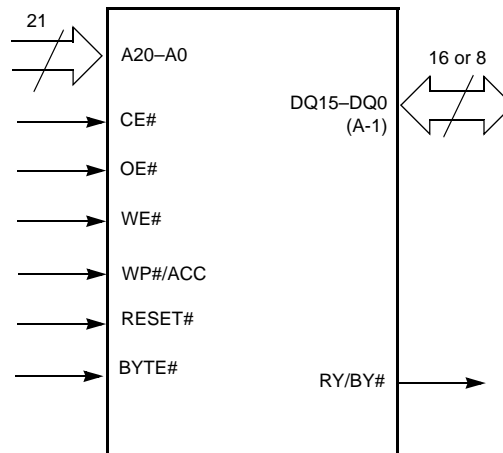 21
A20–A0
16 or 8
DQ15–DQ0
(A-1)
CE#
OE#
WE#
WP#/ACC
RESET#
BYTE#
RY/BY#